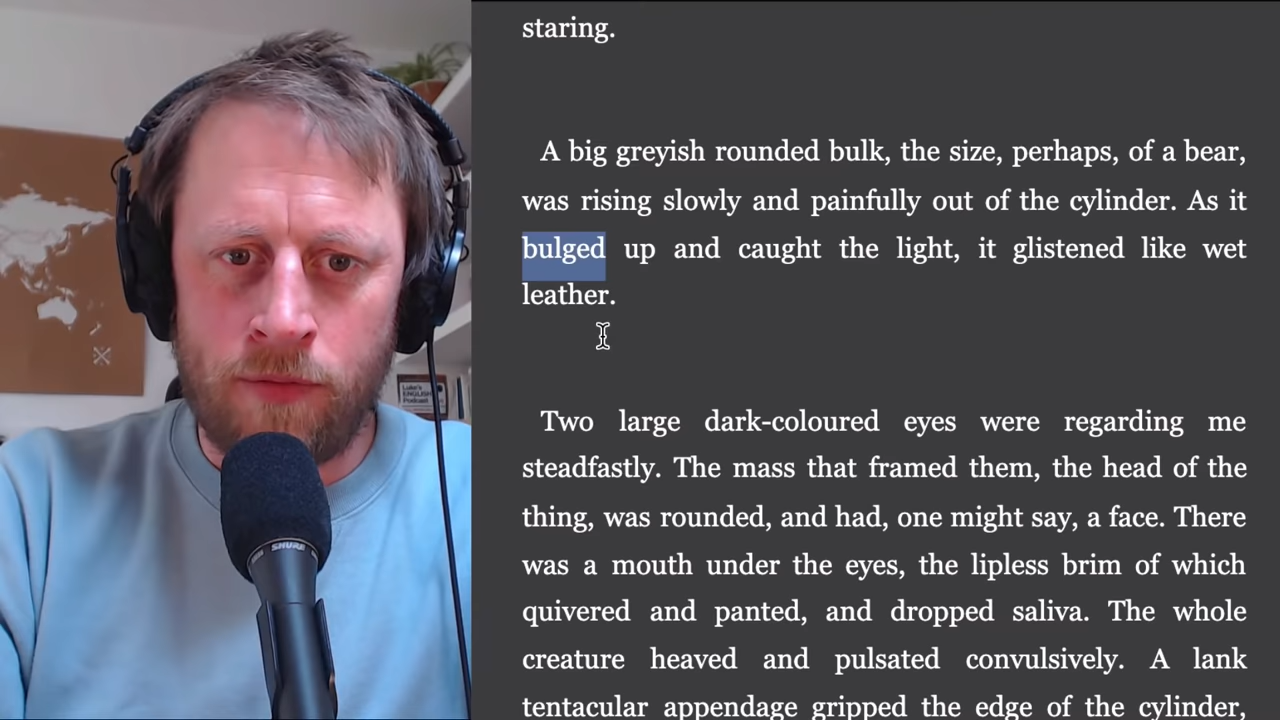 staring.
A big greyish rounded bulk, the size, perhaps, of a bear,
was rising slowly and painfully out of the cylinder. As it
bulged up and caught the light, it glistened like wet
leather.
Two large dark-coloured eyes were regarding me
steadfastly. The mass that framed them, the head of the
thing, was rounded, and had, one might say, a face. There
was a mouth under the eyes, the lipless brim of which
quivered and panted, and dropped saliva. The whole
creature heaved and pulsated convulsively. A lank
tentacular appendage gripped the edge of the cylinder,
Luke's
ENGLISH
Podcast
SHURE